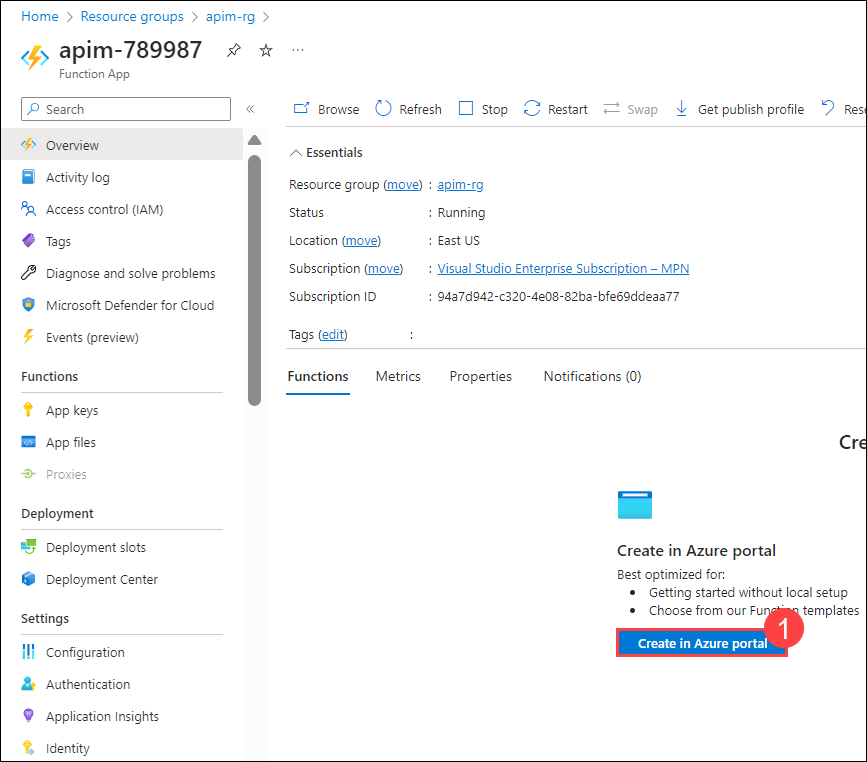 Home > Resource groups > apim-rg >
apim-789987
Function App
Search
Overview
Activity log
Access control (IAM)
Tags
Diagnose and solve problems
Microsoft Defender for Cloud
Events (preview)
Functions
App keys
App files
Proxies
Deployment
Deployment slots
Deployment Center
Settings
Configuration
Authentication
Application Insights
Identity
Browse Refresh Stop Restart Swap Get publish profile Rese
Essentials
Resource group (move) : apim-rg
Status : Running
Location (move) : East US
Subscription (move) : Visual Studio Enterprise Subscription – MPN
Subscription ID : 94a7d942-c320-4e08-82ba-bfe69ddeaa77
Tags (edit) :
Functions Metrics Properties Notifications (0)
Cre
Create in Azure portal
Best optimized for:
• Getting started without local setup
• Choose from our Function templates
1
Create in Azure portal